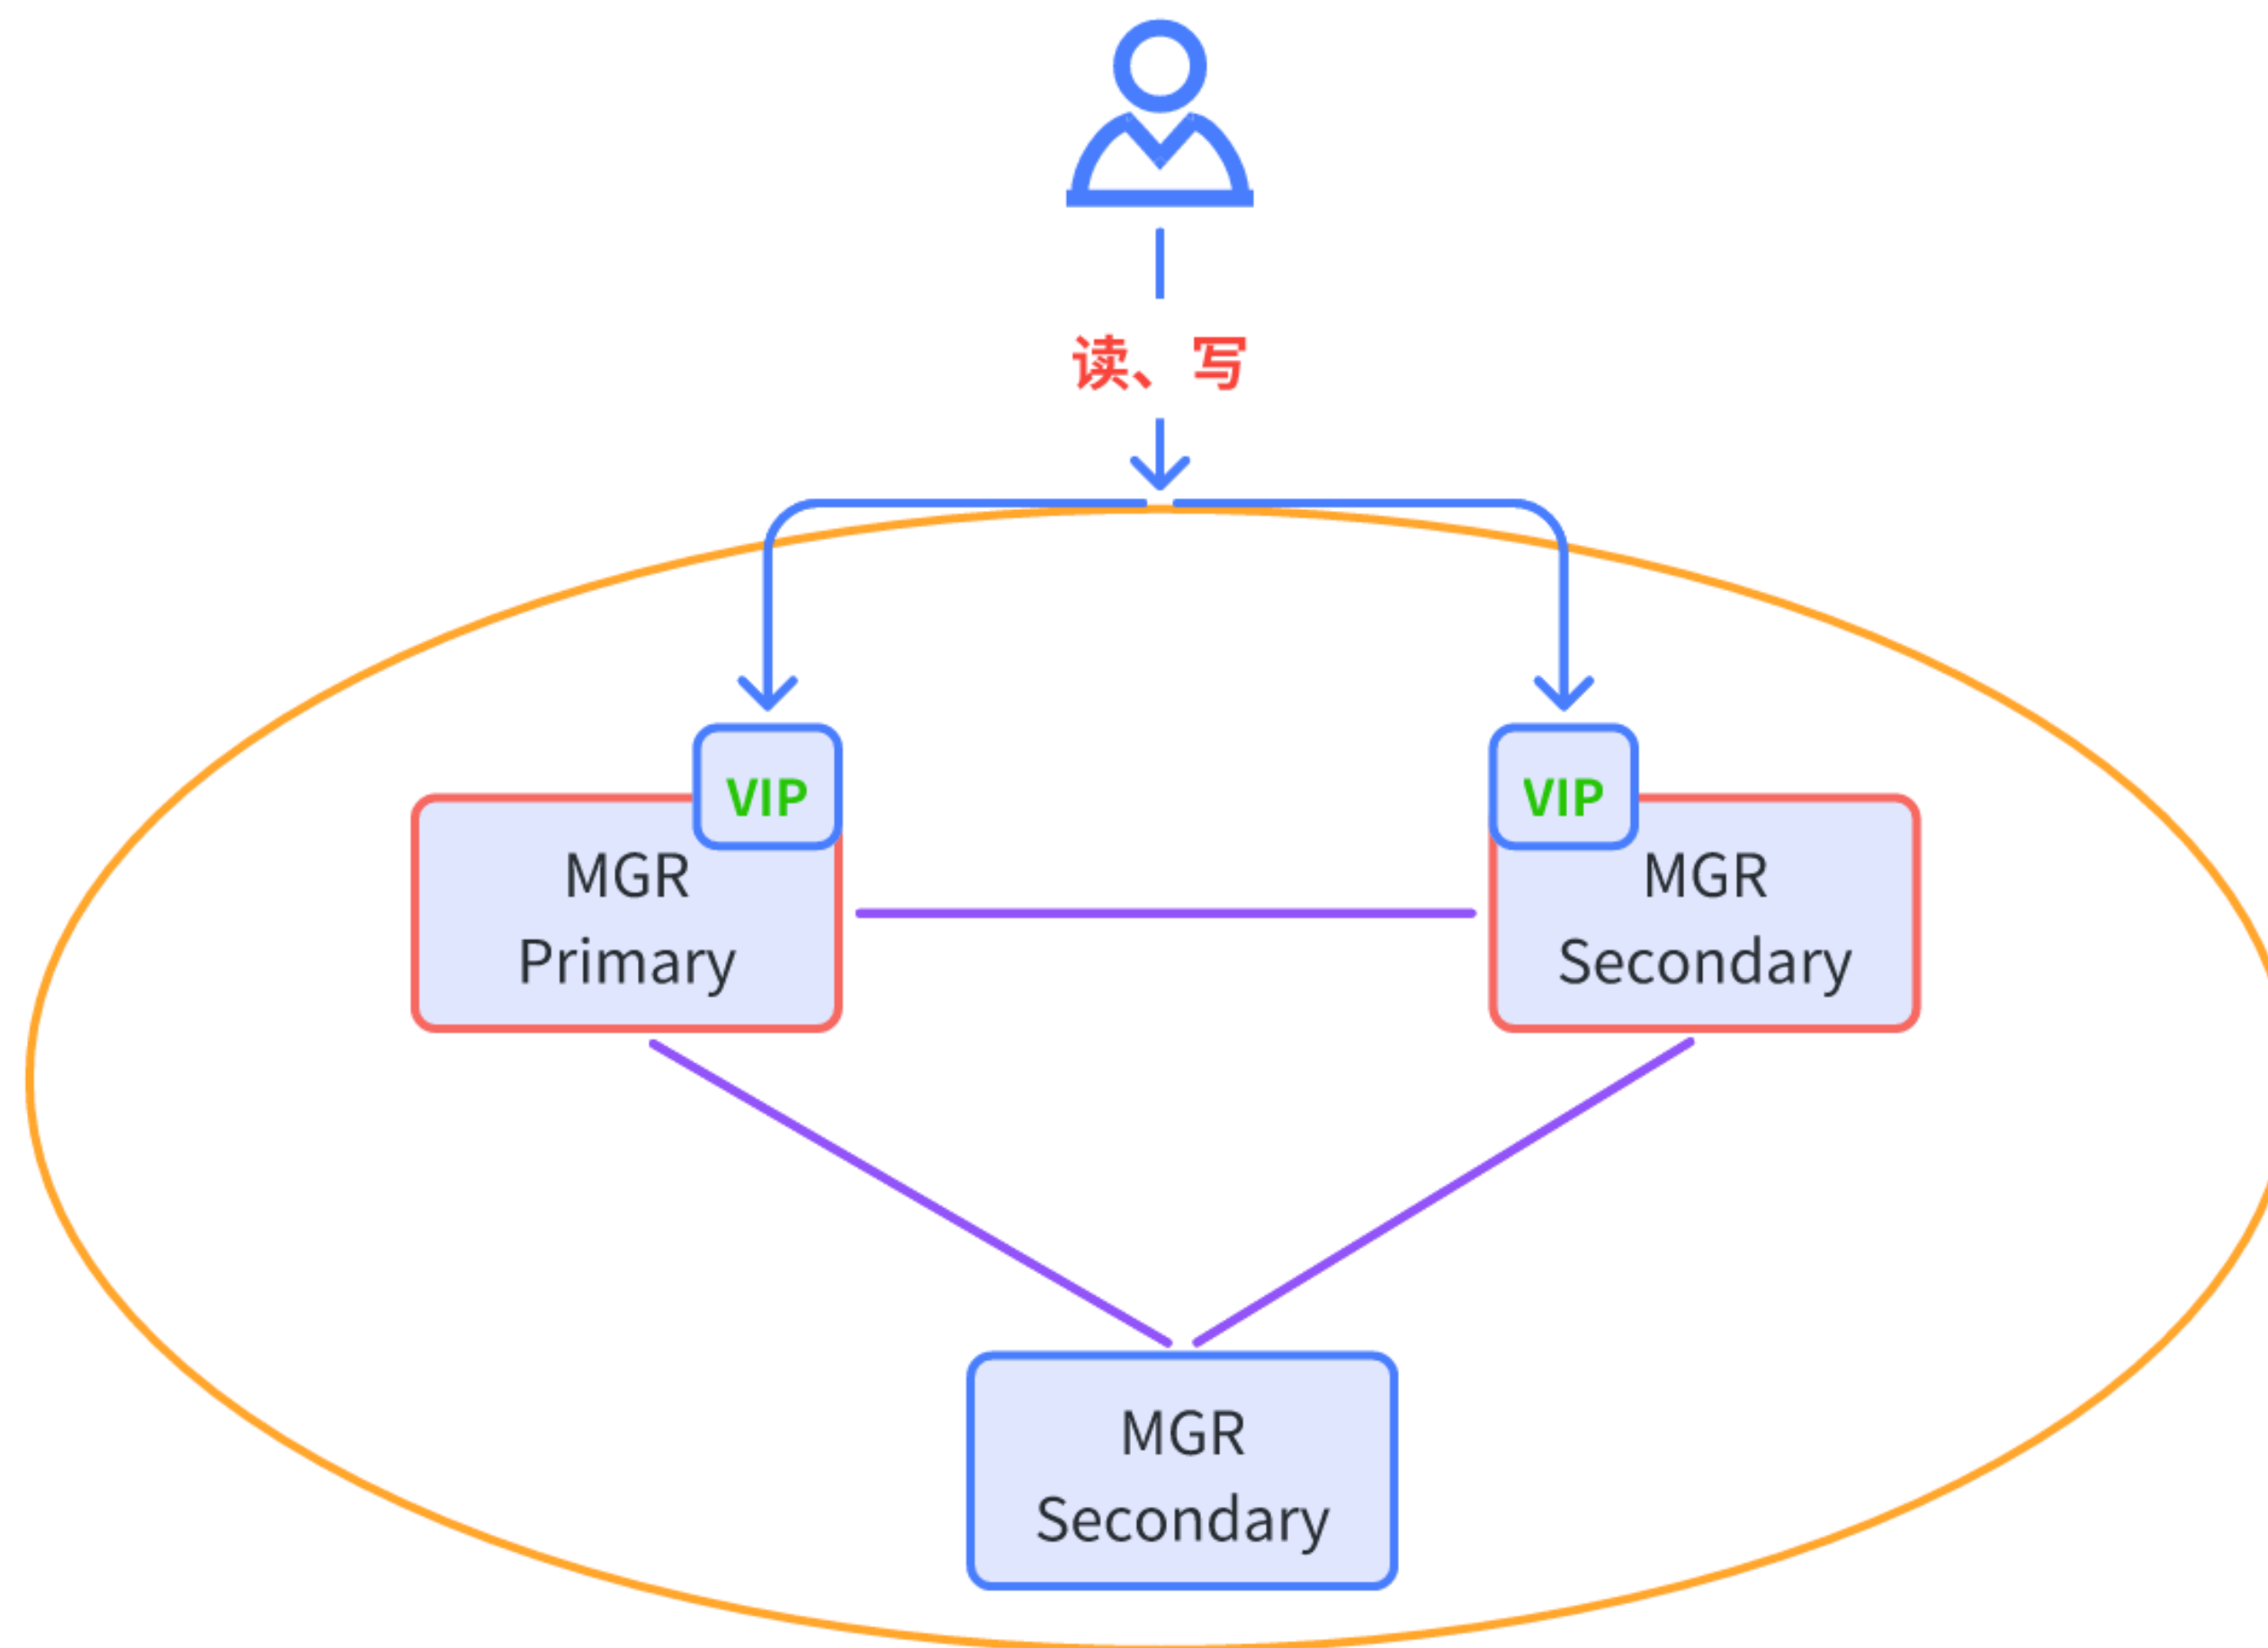 读、写
VIP
VIP
MGR
Primary
MGR
Secondary
MGR
Secondary